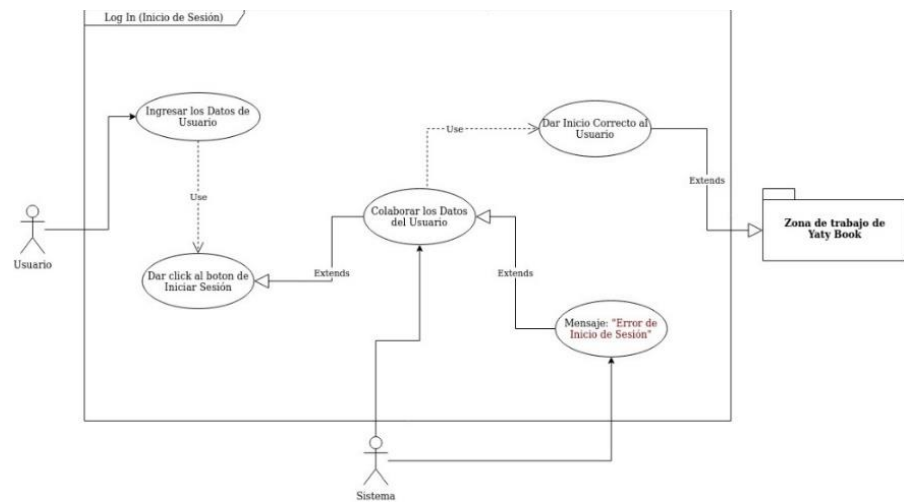 Log In (Inicio de Sesión)
Ingresar los Datos de
Usuario
Dar Inicio Correcto al
Usuario
Use
Extends
Use
Colaborar los Datos
del Usuario
Zona de trabajo de
Yaty Book
Usuario
Dar click al boton de
Iniciar Sesión
Extends
Extends
Mensaje: "Error de
Inicio de Sesión"
Sistema